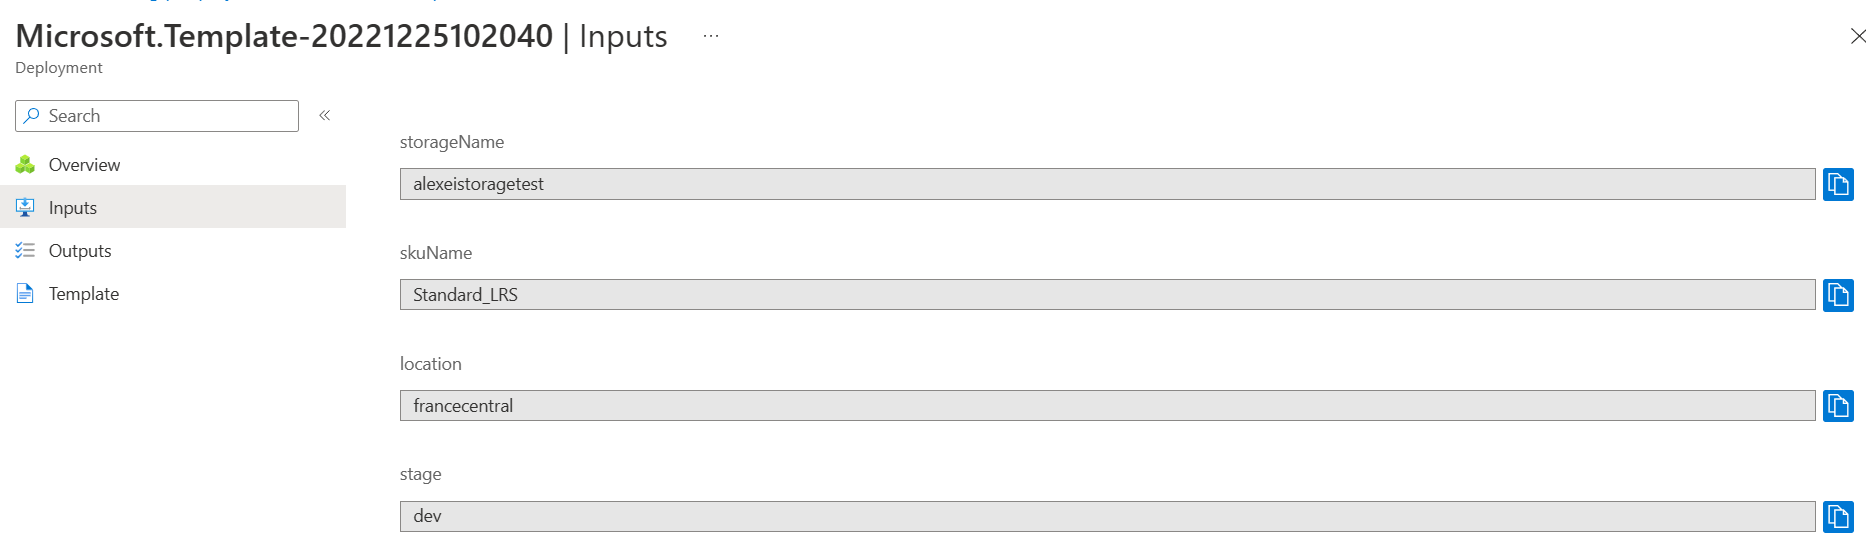 Microsoft.Template-20221225102040 | Inputs ...
Deployment
Search
«
Overview
Inputs
Outputs
Template
storageName
alexeistoragetest
skuName
Standard_LRS
location
francecentral
stage
dev